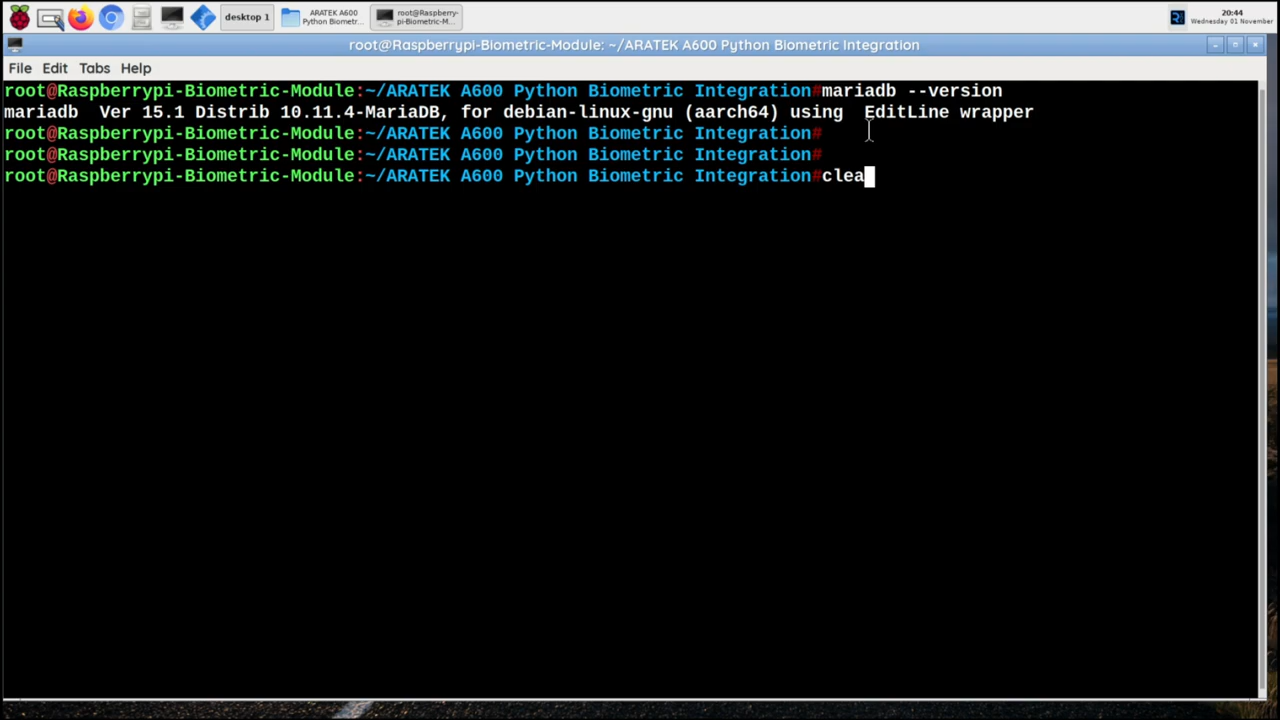 desktop 1
ARATEK A600
Python Biometr...
root@Raspberry-
pi-Biometric-M...
20:44
Wednesday 01 November
root@Raspberrypi-Biometric-Module: ~/ARATEK A600 Python Biometric Integration
File Edit Tabs Help
root@Raspberrypi-Biometric-Module:~/ARATEK A600 Python Biometric Integration#mariadb --version
mariadb  Ver 15.1 Distrib 10.11.4-MariaDB, for debian-linux-gnu (aarch64) using  EditLine wrapper
root@Raspberrypi-Biometric-Module:~/ARATEK A600 Python Biometric Integration#
root@Raspberrypi-Biometric-Module:~/ARATEK A600 Python Biometric Integration#
root@Raspberrypi-Biometric-Module:~/ARATEK A600 Python Biometric Integration#clea